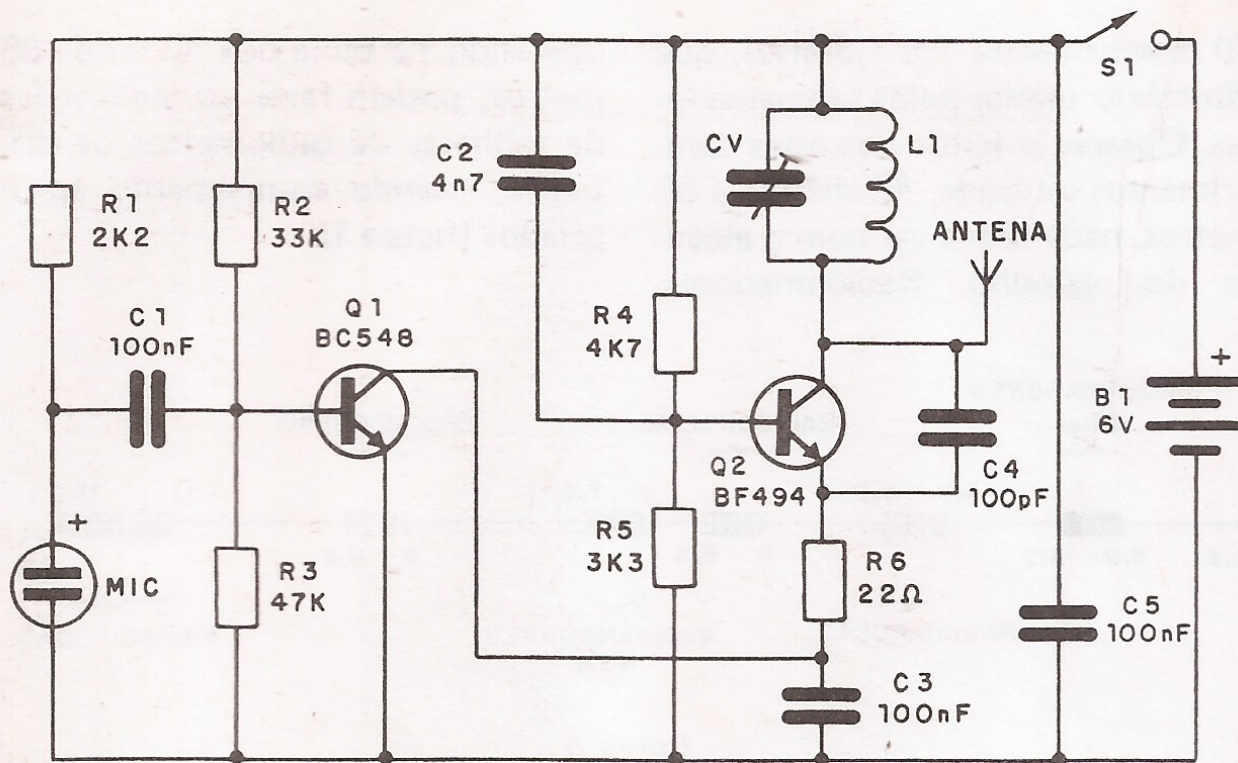 S1
C2
4n7
CV
L1
R1
2K2
R2
33K
ANTENA
C1
100nF
Q1
BC548
R4
4K7
+
B1
6V
Q2
BF494
C4
100pF
+
MIC
R3
47K
R5
3K3
R6
22Ω
C5
100nF
C3
100nF